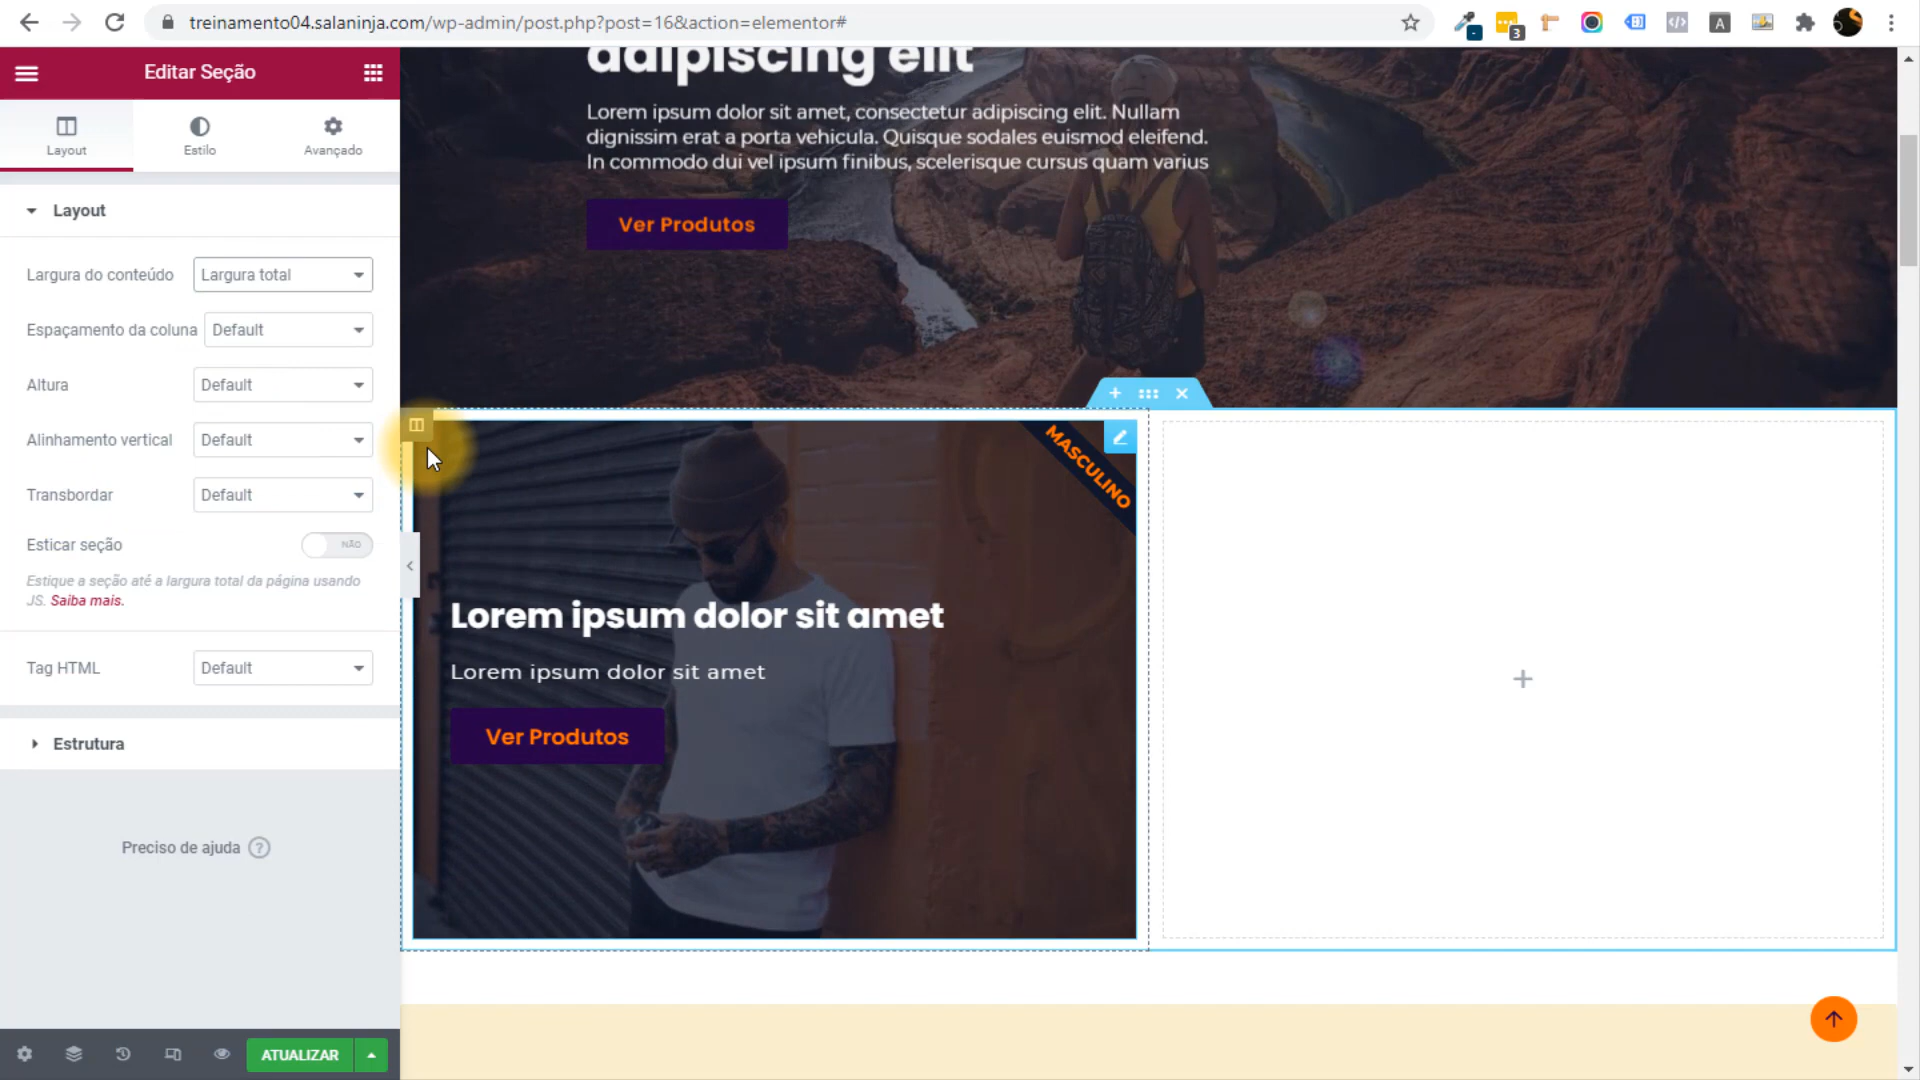 treinamento04.salaninja.com/wp-admin/post.php?post=16&action=elementor#
3
A
Editar Seção
Layout
Estilo
Avançado
Layout
Largura do conteúdo
Largura total
Espaçamento da coluna
Default
Altura
Default
Alinhamento vertical
Default
Transbordar
Default
Esticar seção
NÃO
Estique a seção até a largura total da página usando
JS. Saiba mais.
Tag HTML
Default
Estrutura
Preciso de ajuda ?
ATUALIZAR
adipiscing elit
Lorem ipsum dolor sit amet, consectetur adipiscing elit. Nullam
dignissim erat a porta vehicula. Quisque sodales euismod eleifend.
In commodo dui vel ipsum finibus, scelerisque cursus quam varius
Ver Produtos
MASCULINO
Lorem ipsum dolor sit amet
Lorem ipsum dolor sit amet
Ver Produtos